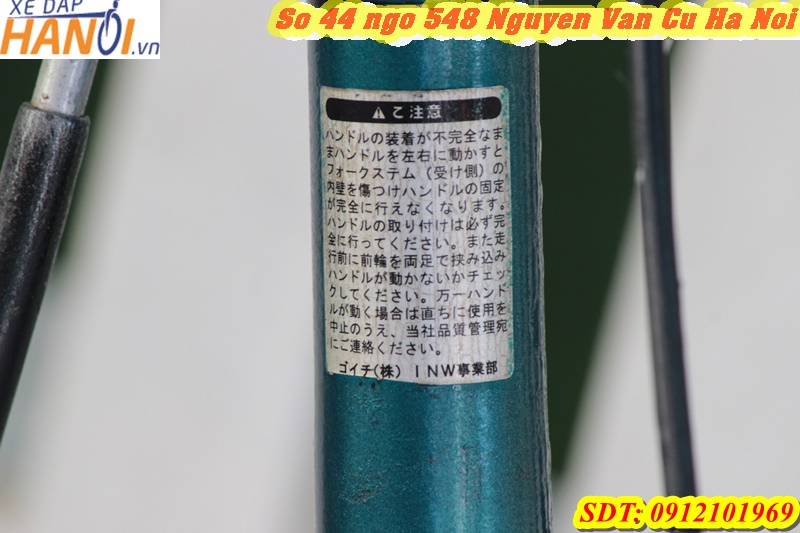 XE ĐẠP
HANOI.vn
So 44 ngo 548 Nguyen Van Cu Ha Noi
⚠ご注意
ハンドルの装着が不完全なま
まハンドルを左右に動かすと
フォークステム（受け側）の
内壁を傷つけハンドルの固定
が完全に行えなくなります。
ハンドルの取り付けは必ず完
全に行ってください。また走
行前に前輪を両足で挟み込み
ハンドルが動かないかチェッ
クしてください。万一ハンド
ルが動く場合は直ちに使用を
中止のうえ、当社品質管理宛
にご連絡ください。
ゴイチ(株) INW事業部
SDT: 0912101969